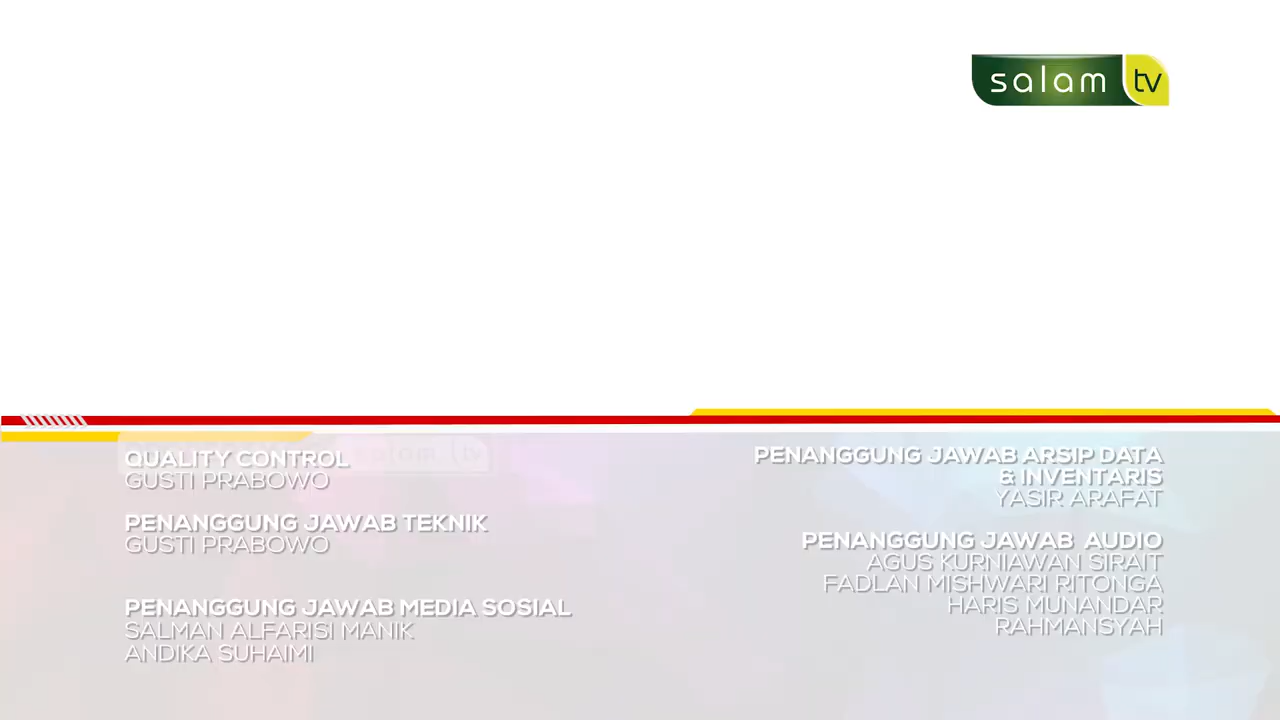 salam tv
QUALITY CONTROL
GUSTI PRABOWO
PENANGGUNG JAWAB TEKNIK
GUSTI PRABOWO
PENANGGUNG JAWAB MEDIA SOSIAL
SALMAN ALFARISI MANIK
ANDIKA SUHAIMI
PENANGGUNG JAWAB ARSIP DATA
& INVENTARIS
YASIR ARAFAT
PENANGGUNG JAWAB AUDIO
AGUS KURNIAWAN SIRAIT
FADLAN MISHWARI RITONGA
HARIS MUNANDAR
RAHMANSYAH
salam tv